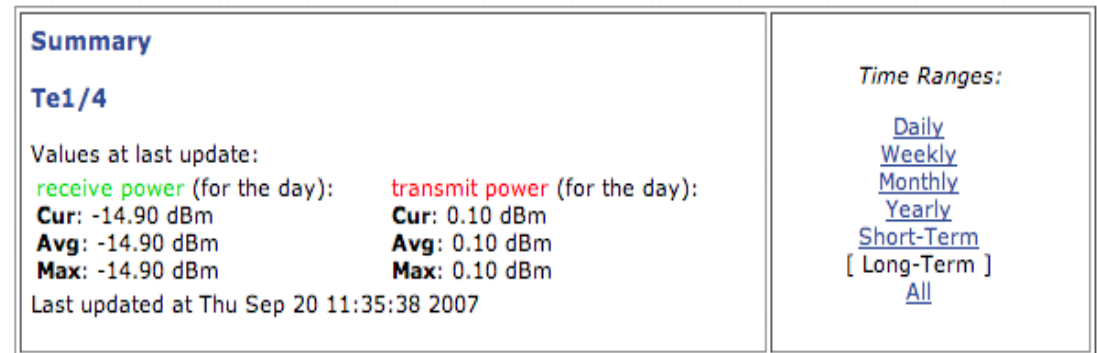 Summary
Te1/4
Values at last update:
receive power (for the day): transmit power (for the day):
Cur: -14.90 dBm Cur: 0.10 dBm
Avg: -14.90 dBm Avg: 0.10 dBm
Max: -14.90 dBm Max: 0.10 dBm
Last updated at Thu Sep 20 11:35:38 2007
Time Ranges:
Daily
Weekly
Monthly
Yearly
Short-Term
[ Long-Term ]
All